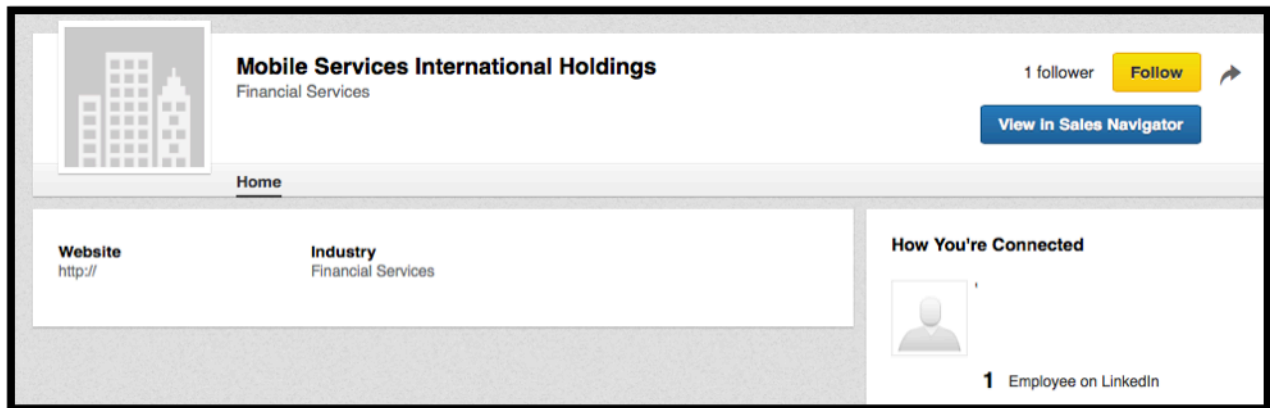 Mobile Services International Holdings
Financial Services
1 follower
Follow
View in Sales Navigator
Home
Website
http://
Industry
Financial Services
How You're Connected
1 Employee on LinkedIn